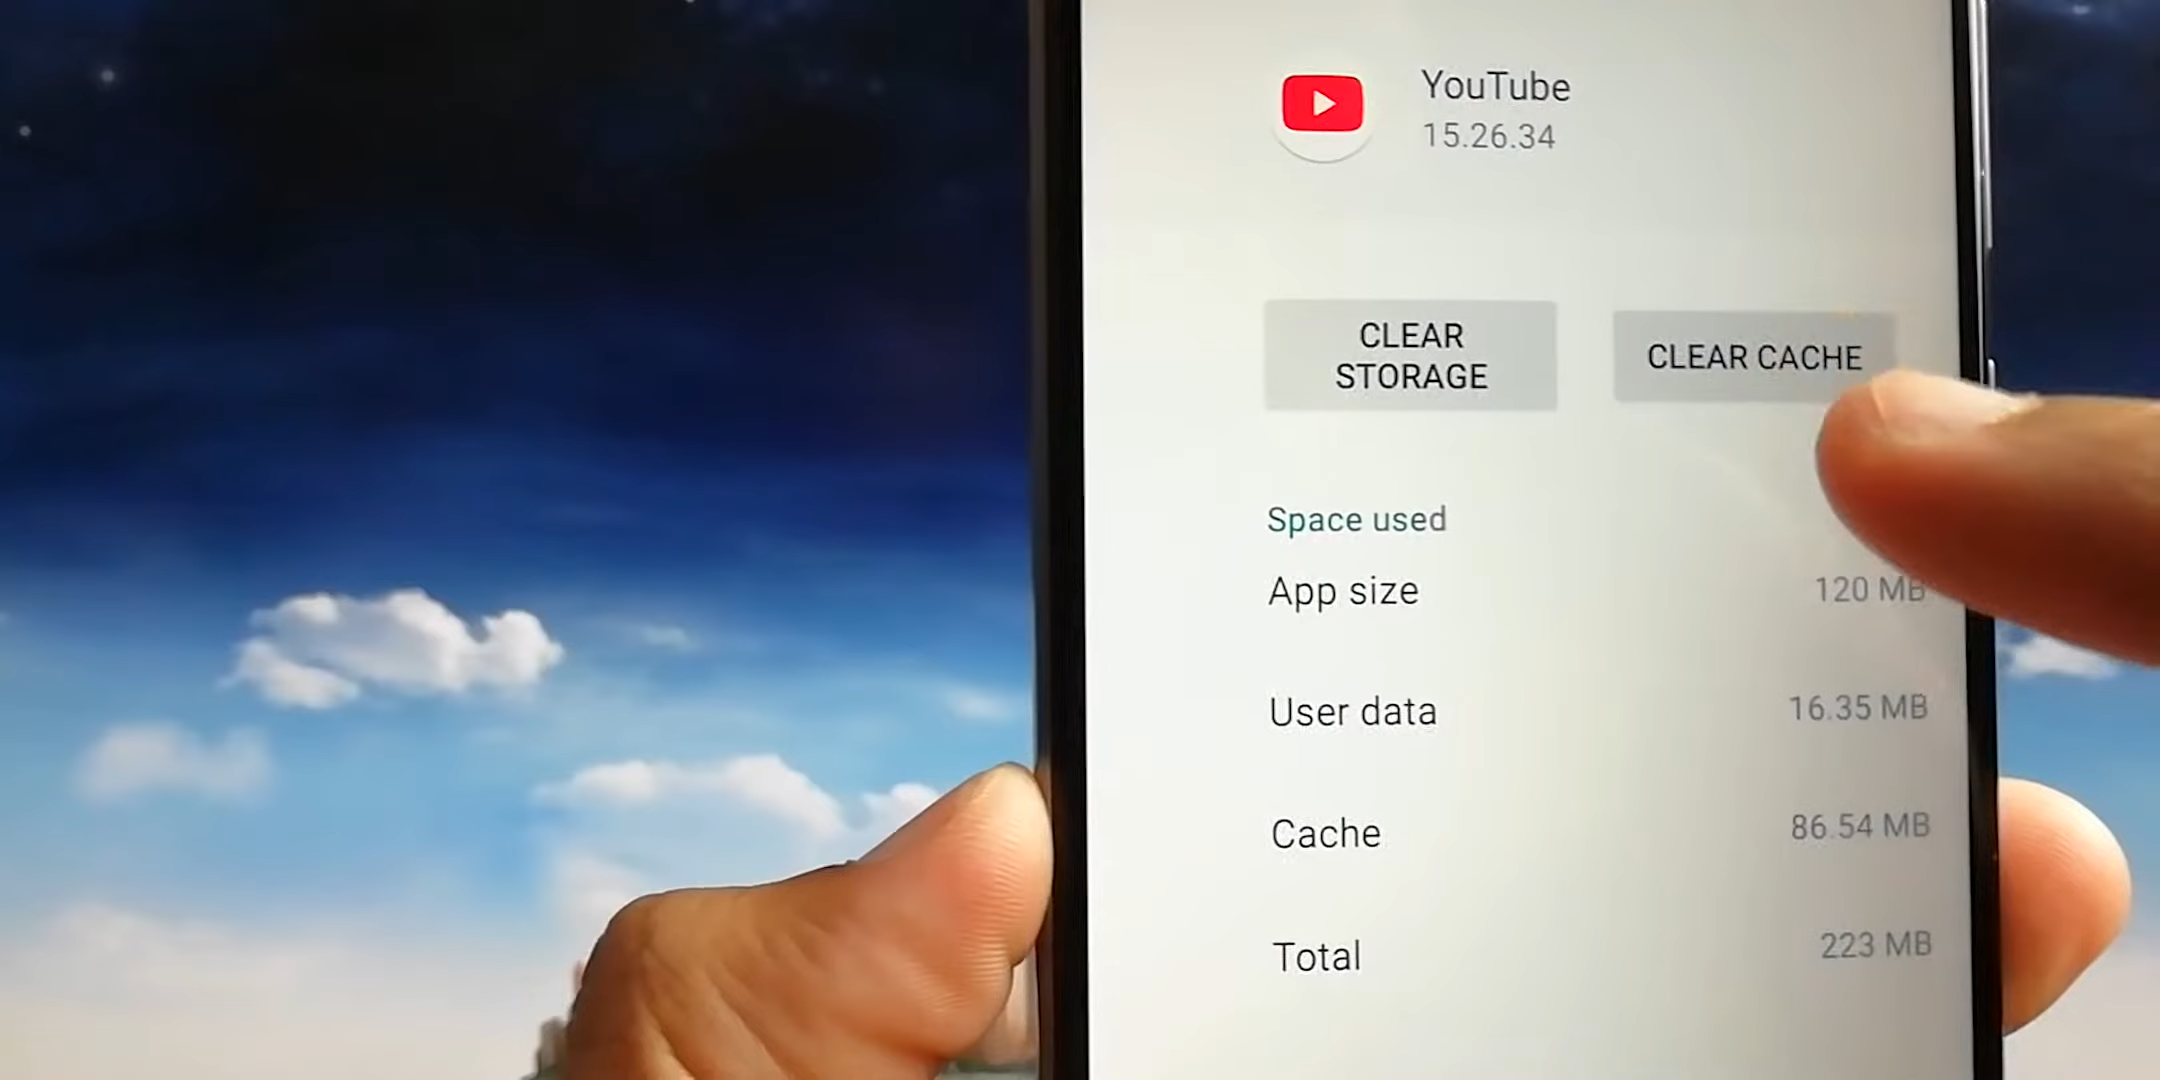 YouTube
15.26.34
CLEAR
STORAGE
CLEAR CACHE
Space used
App size
120 MB
User data
16.35 MB
Cache
86.54 MB
Total
223 MB